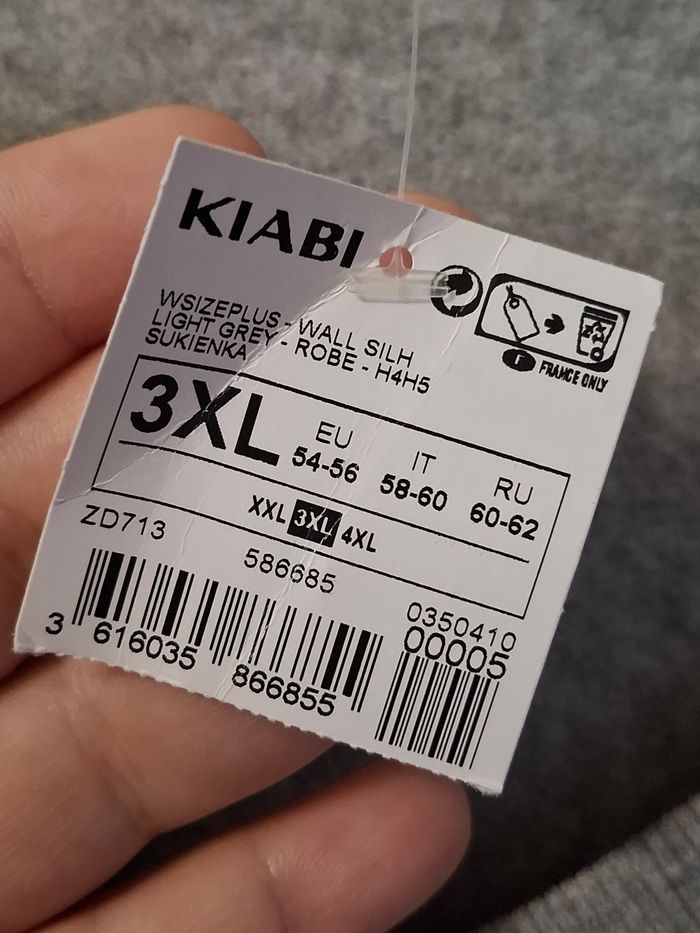 KIABI
WSIZEPLUS - WALL SILH
LIGHT GREY - ROBE - H4H5
SUKIENKA
F FRANCE ONLY
3XL
EU IT RU
54-56 58-60 60-62
XXL 3XL 4XL
ZD713 586685 0350410
00005
3 616035 866855